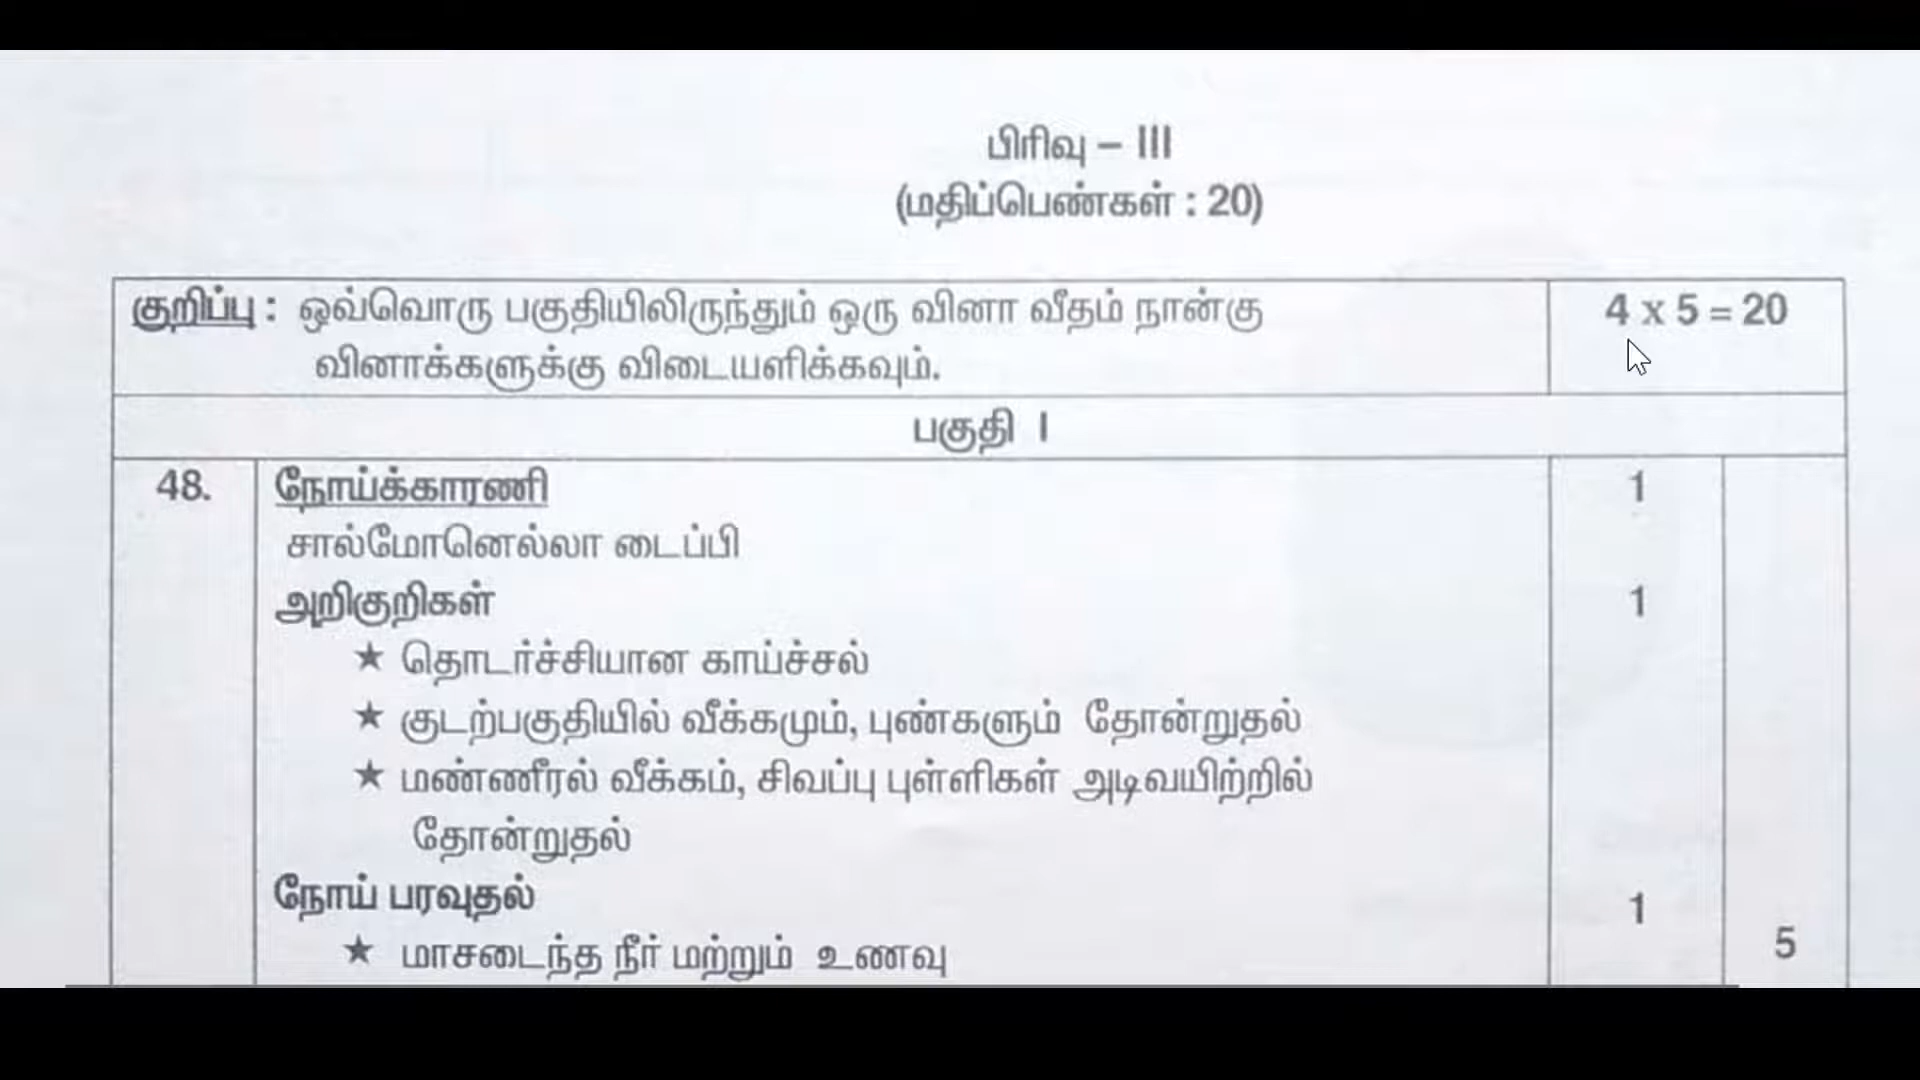 பிரிவு – III
(மதிப்பெண்கள் : 20)
குறிப்பு : ஒவ்வொரு பகுதியிலிருந்தும் ஒரு வினா வீதம் நான்கு 4 x 5 = 20
வினாக்களுக்கு விடையளிக்கவும்.
பகுதி I
48. நோய்க்காரணி 1
சால்மோனெல்லா டைப்பி
அறிகுறிகள் 1
★ தொடர்ச்சியான காய்ச்சல்
★ குடற்பகுதியில் வீக்கமும், புண்களும் தோன்றுதல்
★ மண்ணீரல் வீக்கம், சிவப்பு புள்ளிகள் அடிவயிற்றில்
தோன்றுதல்
நோய் பரவுதல் 1
★ மாசடைந்த நீர் மற்றும் உணவு 5